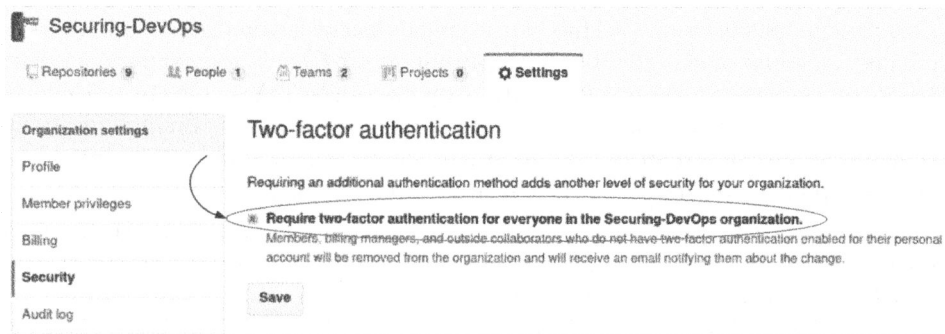 Securing-DevOps
Repositories 9 People 1 Teams 2 Projects 0 Settings
Organization settings
Profile
Member privileges
Billing
Security
Audit log
Two-factor authentication
Requiring an additional authentication method adds another level of security for your organization.
Require two-factor authentication for everyone in the Securing-DevOps organization.
Members, billing managers, and outside collaborators who do not have two-factor authentication enabled for their personal
account will be removed from the organization and will receive an email notifying them about the change.
Save